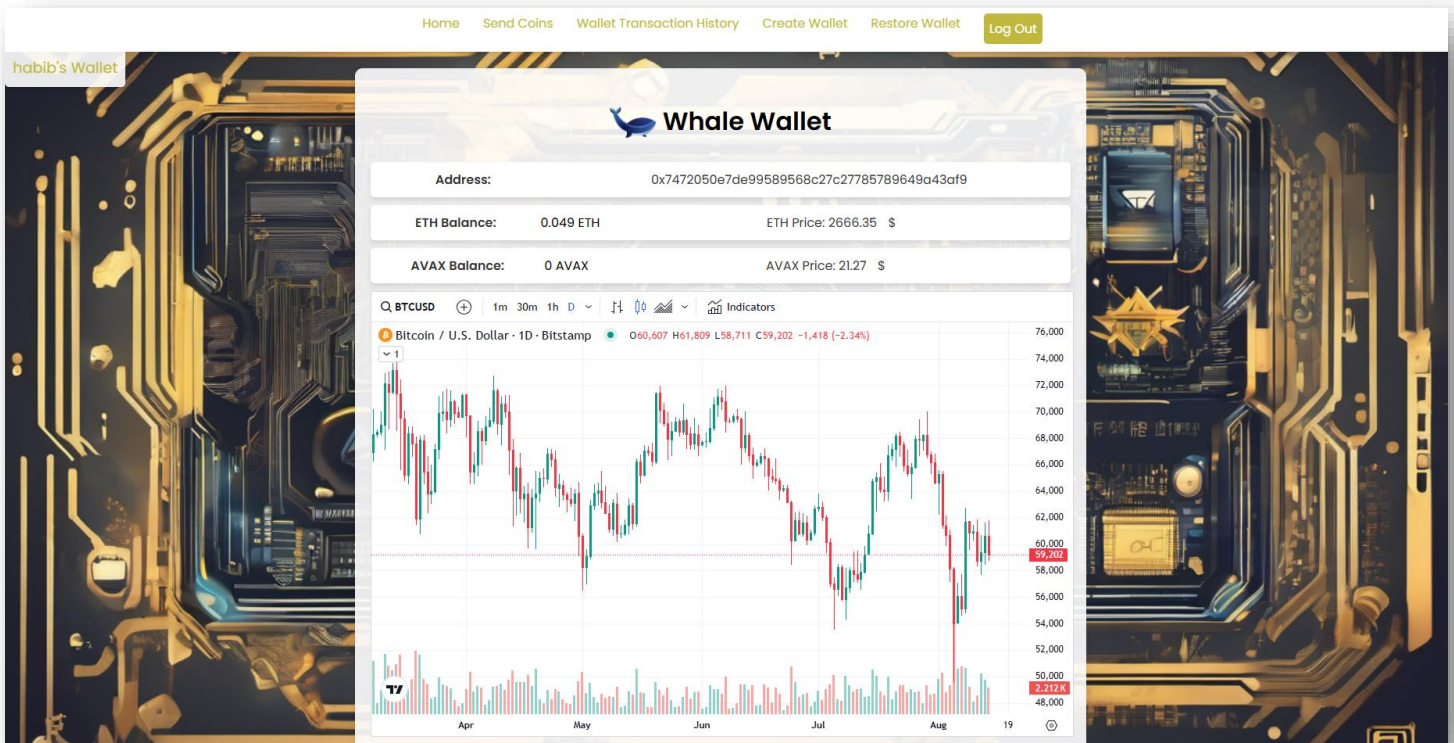 Home Send Coins Wallet Transaction History Create Wallet Restore Wallet Log Out
habib's Wallet
Whale Wallet
Address: 0x7472050e7de99589568c27c27785789649a43af9
ETH Balance: 0.049 ETH ETH Price: 2666.35 $
AVAX Balance: 0 AVAX AVAX Price: 21.27 $
BTCUSD 1m 30m 1h D Indicators
Bitcoin / U.S. Dollar · 1D · Bitstamp O60,607 H61,809 L58,711 C59,202 −1,418 (−2.34%)
1
76,000
74,000
72,000
70,000
68,000
66,000
64,000
62,000
60,000
59,202
58,000
56,000
54,000
52,000
50,000
2.212K
48,000
Apr May Jun Jul Aug 19